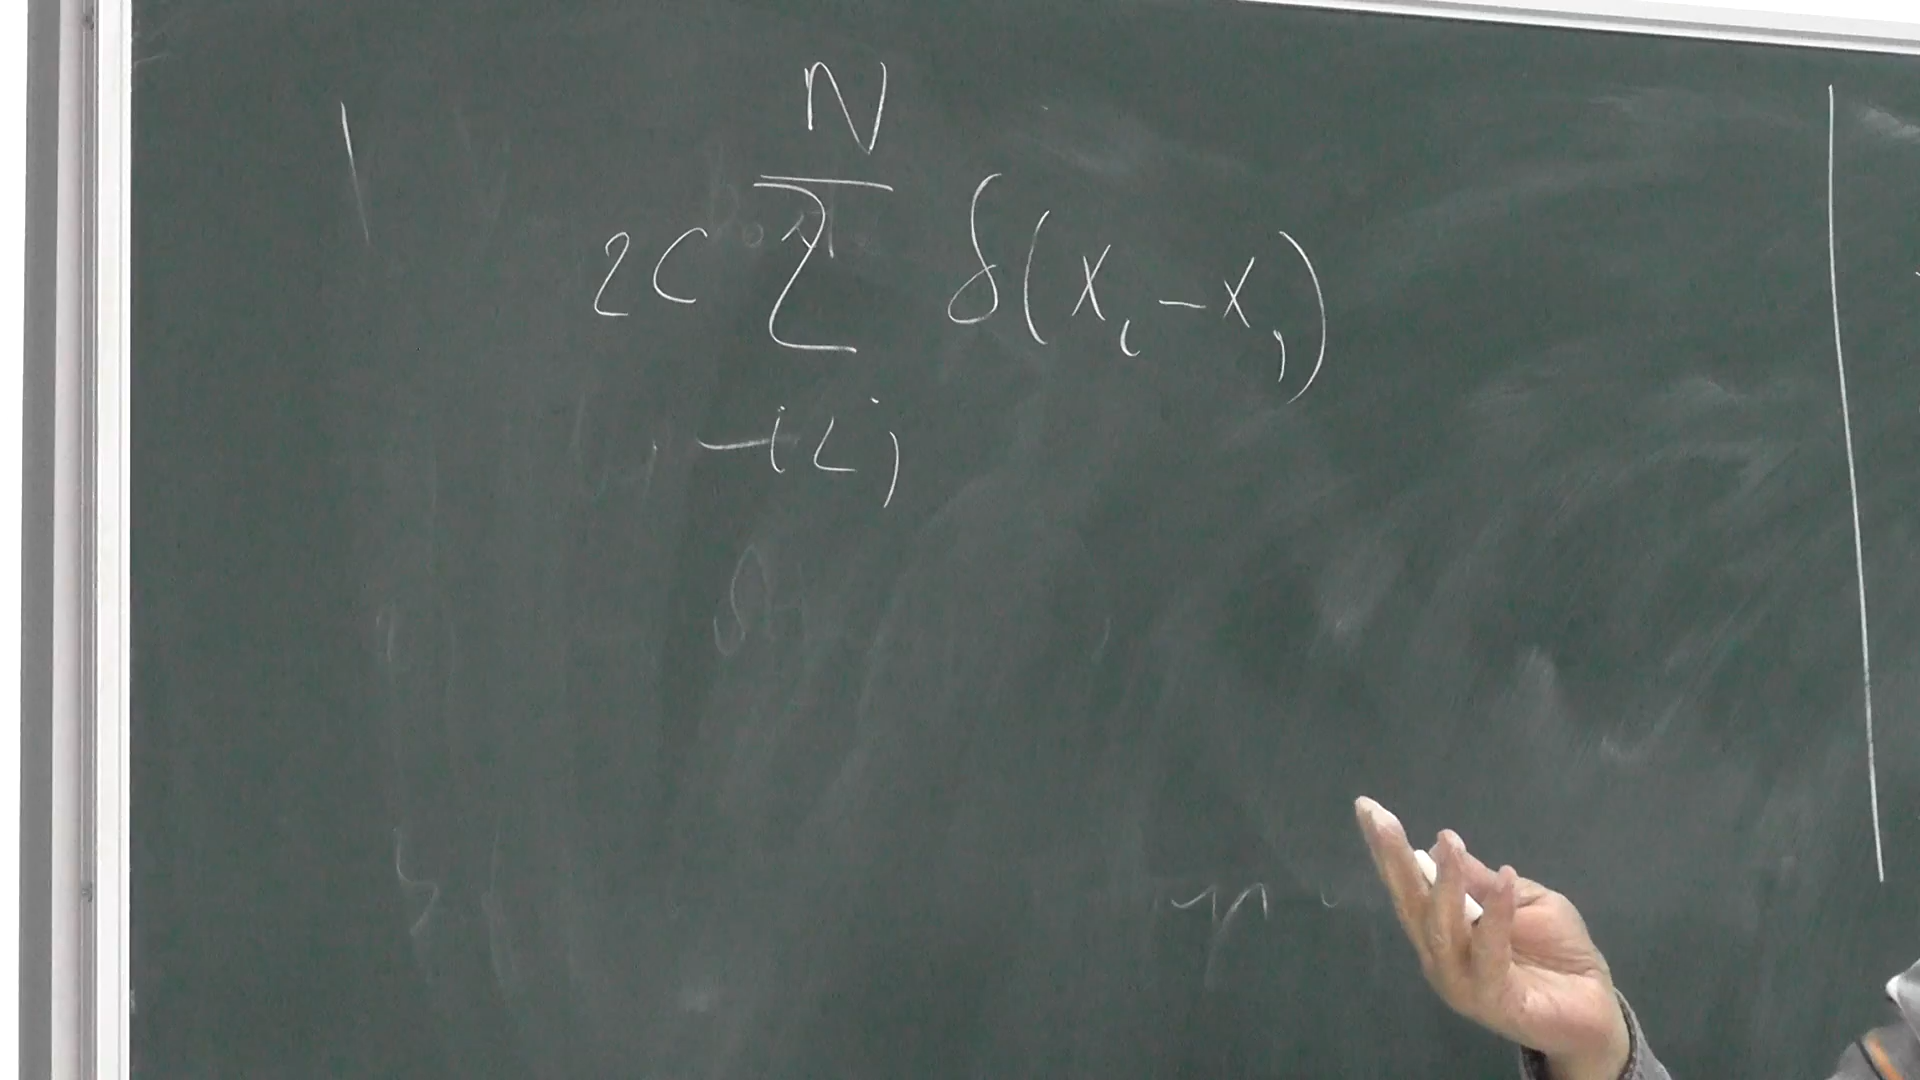 N
2c ∑ δ(x_i - x_j)
i<j